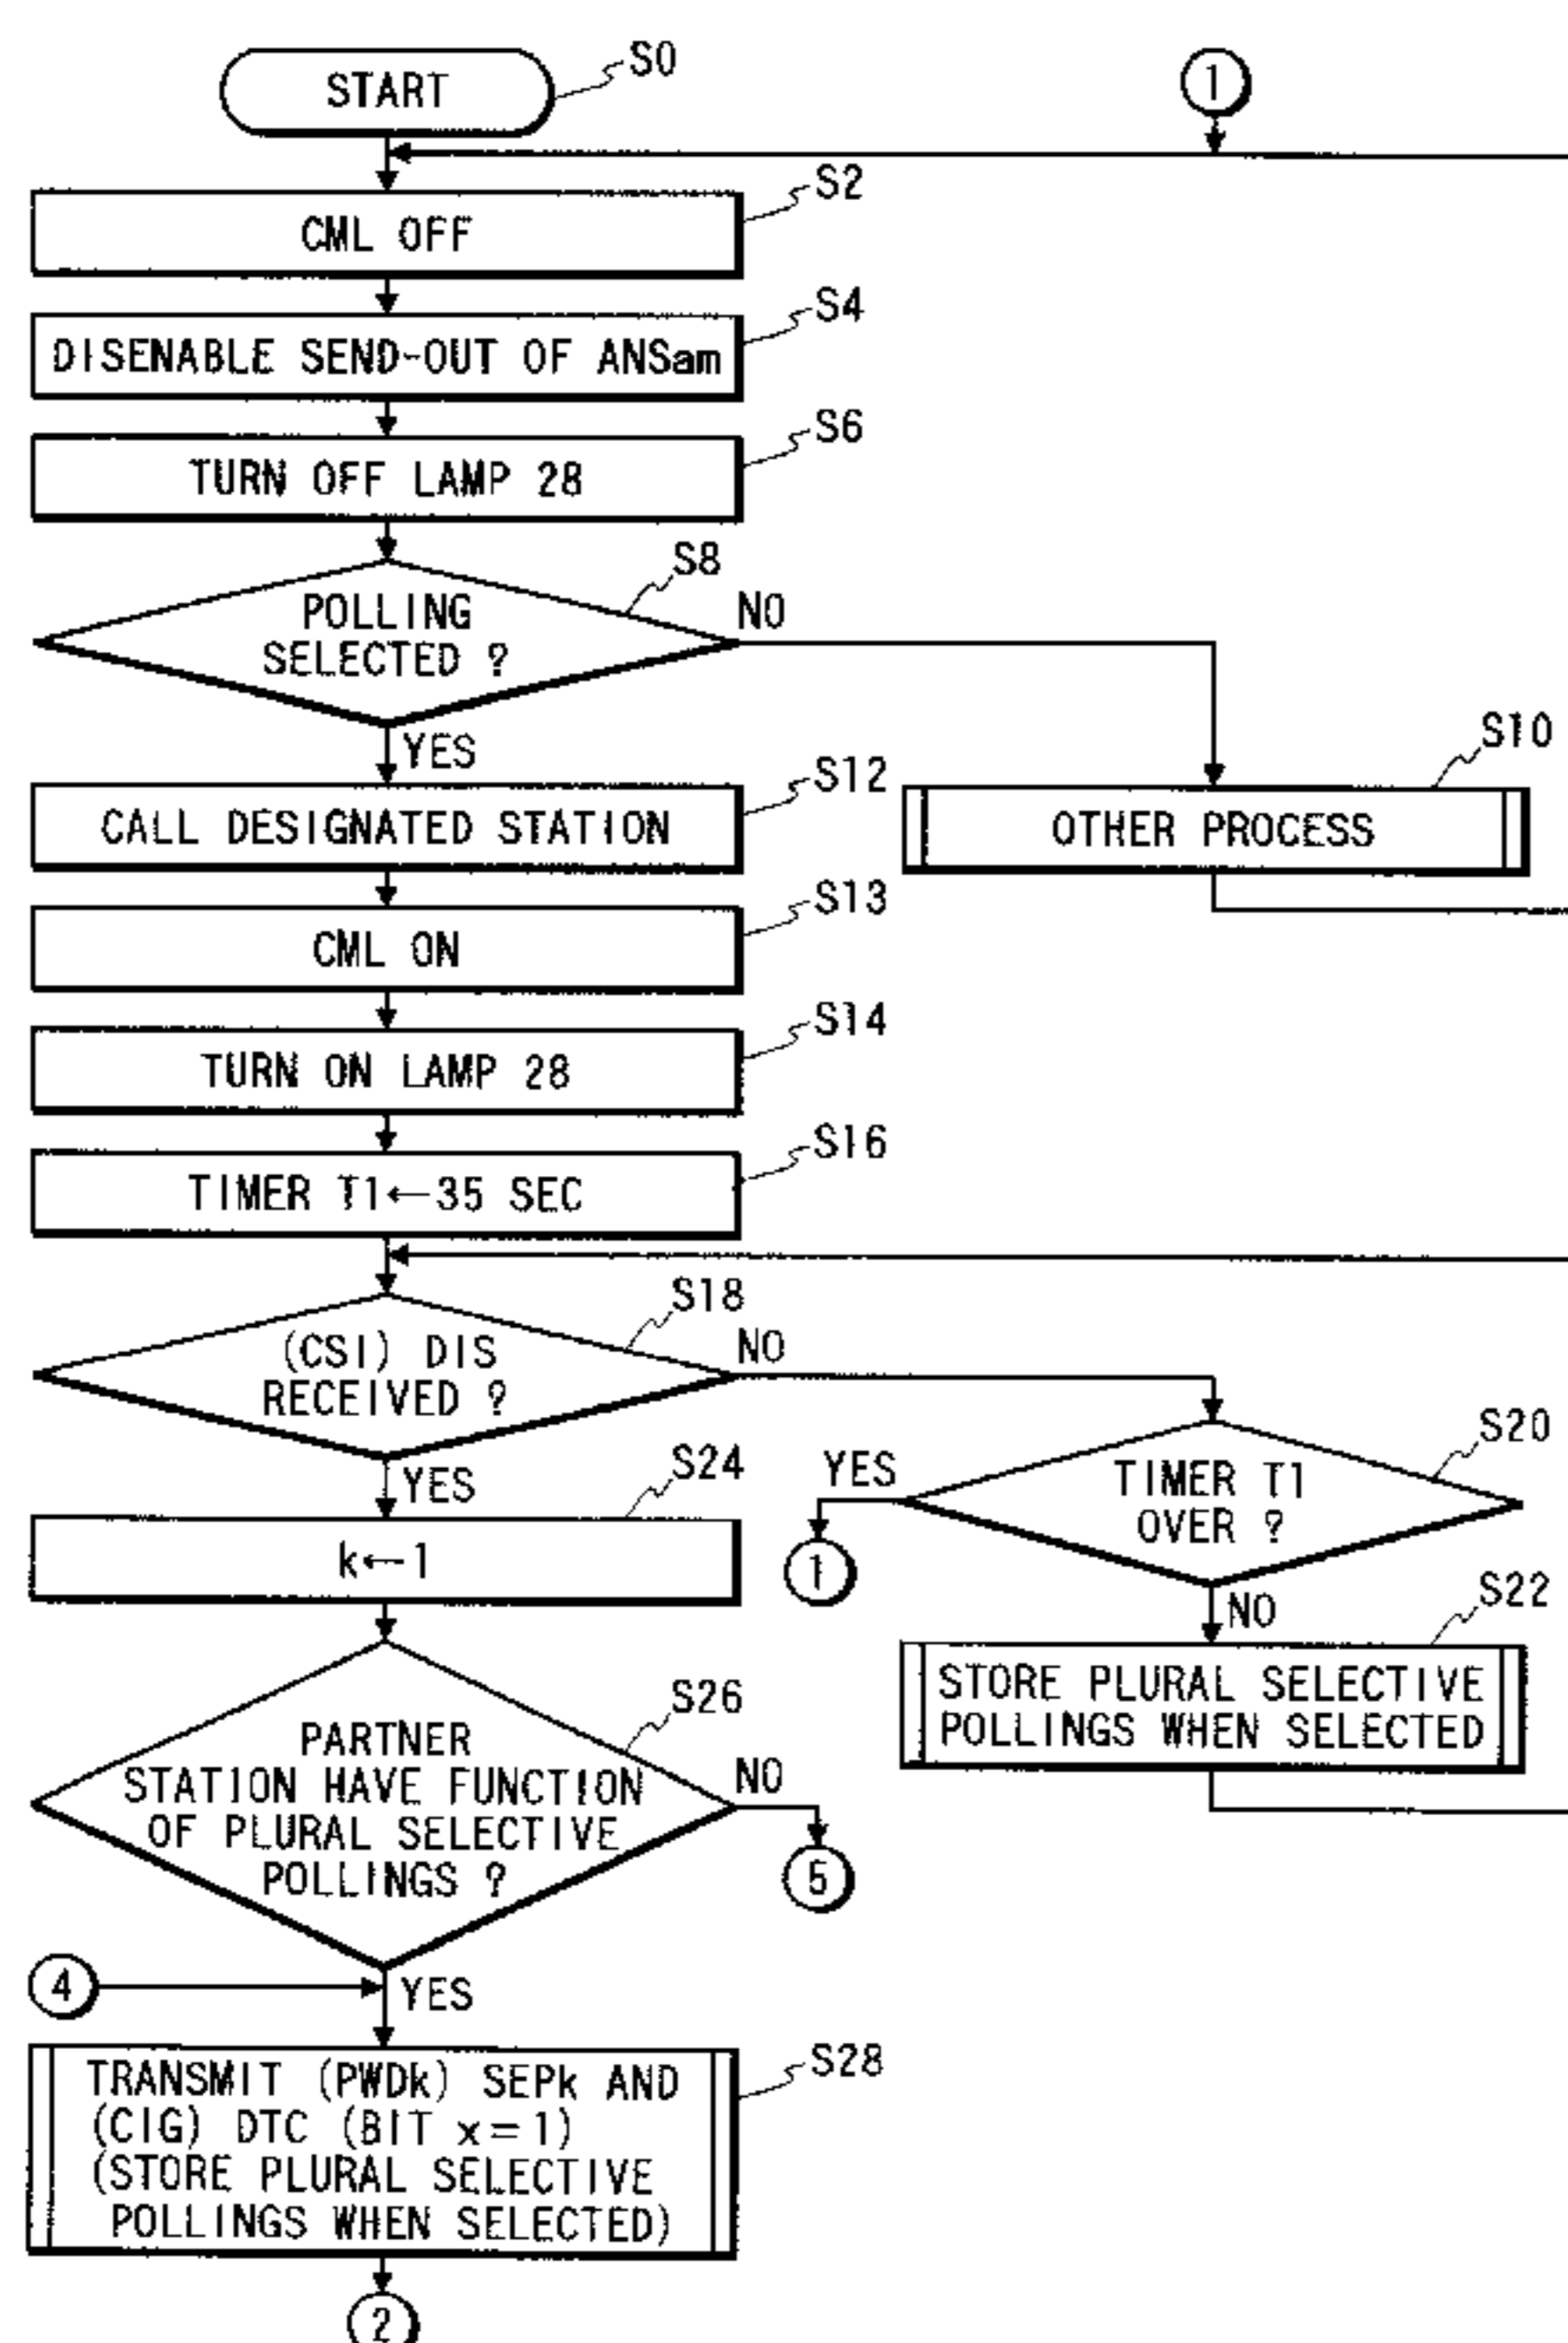 START
S0
1
S2
CML OFF
S4
DISENABLE SEND-OUT OF ANSam
S6
TURN OFF LAMP 28
S8
POLLING
SELECTED ?
NO
YES
S10
OTHER PROCESS
S12
CALL DESIGNATED STATION
S13
CML ON
S14
TURN ON LAMP 28
S16
TIMER T1←35 SEC
S18
(CSI) DIS
RECEIVED ?
NO
YES
S20
TIMER T1
OVER ?
YES
1
NO
S22
STORE PLURAL SELECTIVE
POLLINGS WHEN SELECTED
S24
k←1
S26
PARTNER
STATION HAVE FUNCTION
OF PLURAL SELECTIVE
POLLINGS ?
NO
5
4
YES
S28
TRANSMIT (PWDk) SEPk AND
(CIG) DTC (BIT x=1)
(STORE PLURAL SELECTIVE
POLLINGS WHEN SELECTED)
2